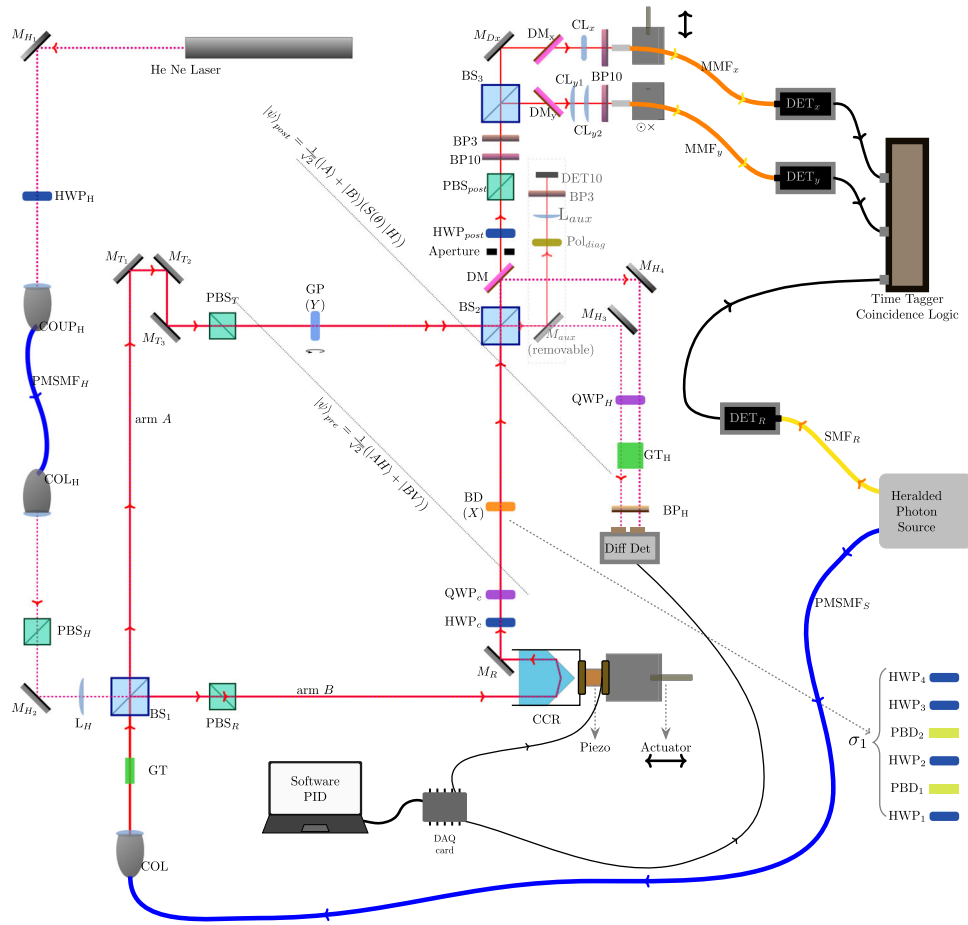 M_{H_1}
He Ne Laser
HWP_H
COUP_H
PMSMF_H
COL_H
PBS_H
M_{H_2}
L_H
BS_1
PBS_R
GT
COL
arm A
arm B
M_{T_1}
M_{T_2}
M_{T_3}
PBS_T
GP
(Y)
|ψ⟩_{post} = \frac{1}{\sqrt{2}}(|A⟩ + |B⟩)(S(θ)|H⟩)
|ψ⟩_{pre} = \frac{1}{\sqrt{2}}(|AH⟩ + |BV⟩)
M_{Dx}
DM_x
CL_x
BS_3
CL_{y1}
BP10
DM_y
CL_{y2}
⊙×
MMF_x
MMF_y
DET_x
DET_y
BP3
BP10
PBS_{post}
HWP_{post}
Aperture
DM
BS_2
DET10
BP3
L_{aux}
Pol_{diag}
M_{aux}
(removable)
M_{H_4}
M_{H_3}
QWP_H
GT_H
BP_H
Diff Det
BD
(X)
QWP_c
HWP_c
M_R
CCR
Piezo
Actuator
Software
PID
DAQ
card
Time Tagger
Coincidence Logic
DET_R
SMF_R
Heralded
Photon
Source
PMSMF_S
σ_1
HWP_4
HWP_3
PBD_2
HWP_2
PBD_1
HWP_1